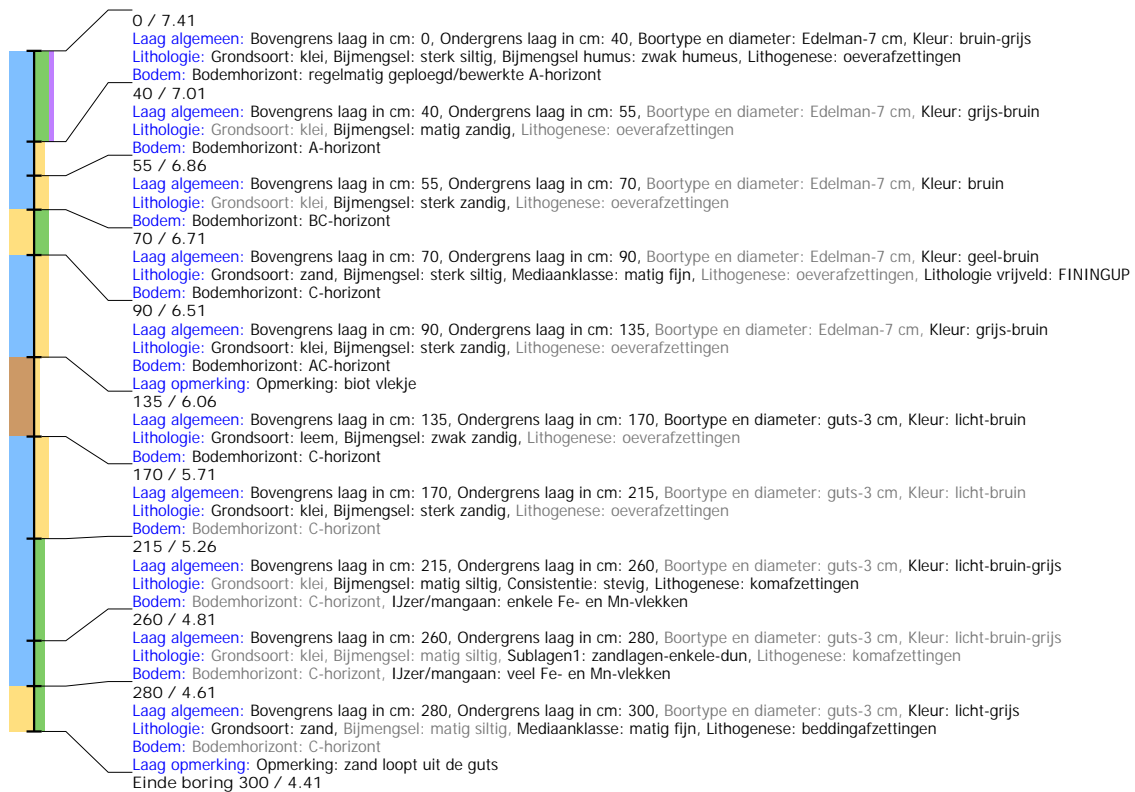 0 / 7.41
Laag algemeen: Bovengrens laag in cm: 0, Ondergrens laag in cm: 40, Boortype en diameter: Edelman-7 cm, Kleur: bruin-grijs
Lithologie: Grondsoort: klei, Bijmengsel: sterk siltig, Bijmengsel humus: zwak humeus, Lithogenese: oeverafzettingen
Bodem: Bodemhorizont: regelmatig geploegd/bewerkte A-horizont
40 / 7.01
Laag algemeen: Bovengrens laag in cm: 40, Ondergrens laag in cm: 55, Boortype en diameter: Edelman-7 cm, Kleur: grijs-bruin
Lithologie: Grondsoort: klei, Bijmengsel: matig zandig, Lithogenese: oeverafzettingen
Bodem: Bodemhorizont: A-horizont
55 / 6.86
Laag algemeen: Bovengrens laag in cm: 55, Ondergrens laag in cm: 70, Boortype en diameter: Edelman-7 cm, Kleur: bruin
Lithologie: Grondsoort: klei, Bijmengsel: sterk zandig, Lithogenese: oeverafzettingen
Bodem: Bodemhorizont: BC-horizont
70 / 6.71
Laag algemeen: Bovengrens laag in cm: 70, Ondergrens laag in cm: 90, Boortype en diameter: Edelman-7 cm, Kleur: geel-bruin
Lithologie: Grondsoort: zand, Bijmengsel: sterk siltig, Mediaanklasse: matig fijn, Lithogenese: oeverafzettingen, Lithologie vrijveld: FININGUP
Bodem: Bodemhorizont: C-horizont
90 / 6.51
Laag algemeen: Bovengrens laag in cm: 90, Ondergrens laag in cm: 135, Boortype en diameter: Edelman-7 cm, Kleur: grijs-bruin
Lithologie: Grondsoort: klei, Bijmengsel: sterk zandig, Lithogenese: oeverafzettingen
Bodem: Bodemhorizont: AC-horizont
Laag opmerking: Opmerking: biot vlekje
135 / 6.06
Laag algemeen: Bovengrens laag in cm: 135, Ondergrens laag in cm: 170, Boortype en diameter: guts-3 cm, Kleur: licht-bruin
Lithologie: Grondsoort: leem, Bijmengsel: zwak zandig, Lithogenese: oeverafzettingen
Bodem: Bodemhorizont: C-horizont
170 / 5.71
Laag algemeen: Bovengrens laag in cm: 170, Ondergrens laag in cm: 215, Boortype en diameter: guts-3 cm, Kleur: licht-bruin
Lithologie: Grondsoort: klei, Bijmengsel: sterk zandig, Lithogenese: oeverafzettingen
Bodem: Bodemhorizont: C-horizont
215 / 5.26
Laag algemeen: Bovengrens laag in cm: 215, Ondergrens laag in cm: 260, Boortype en diameter: guts-3 cm, Kleur: licht-bruin-grijs
Lithologie: Grondsoort: klei, Bijmengsel: matig siltig, Consistentie: stevig, Lithogenese: komafzettingen
Bodem: Bodemhorizont: C-horizont, IJzer/mangaan: enkele Fe- en Mn-vlekken
260 / 4.81
Laag algemeen: Bovengrens laag in cm: 260, Ondergrens laag in cm: 280, Boortype en diameter: guts-3 cm, Kleur: licht-bruin-grijs
Lithologie: Grondsoort: klei, Bijmengsel: matig siltig, Sublagen1: zandlagen-enkele-dun, Lithogenese: komafzettingen
Bodem: Bodemhorizont: C-horizont, IJzer/mangaan: veel Fe- en Mn-vlekken
280 / 4.61
Laag algemeen: Bovengrens laag in cm: 280, Ondergrens laag in cm: 300, Boortype en diameter: guts-3 cm, Kleur: licht-grijs
Lithologie: Grondsoort: zand, Bijmengsel: matig siltig, Mediaanklasse: matig fijn, Lithogenese: beddingafzettingen
Bodem: Bodemhorizont: C-horizont
Laag opmerking: Opmerking: zand loopt uit de guts
Einde boring 300 / 4.41